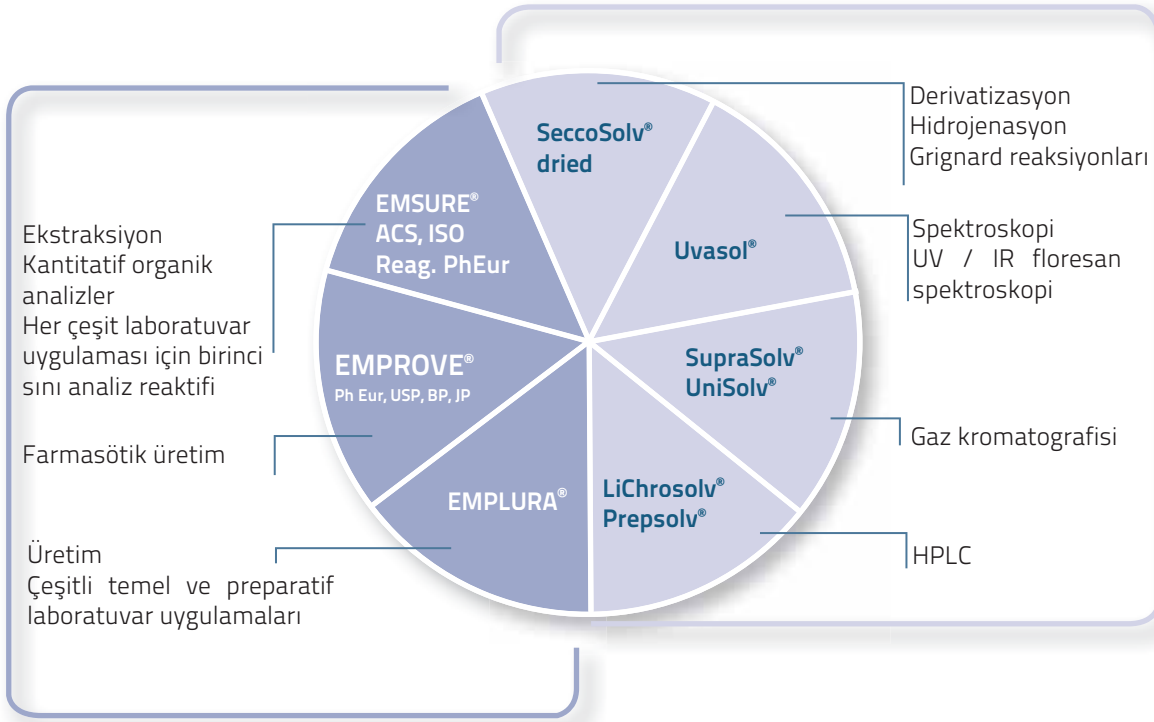 SeccoSolv®
dried
Uvasol®
SupraSolv®
UniSolv®
LiChrosolv®
Prepsolv®
EMPLURA®
EMPROVE®
Ph Eur, USP, BP, JP
EMSURE®
ACS, ISO
Reag. PhEur
Derivatizasyon
Hidrojenasyon
Grignard reaksiyonları
Spektroskopi
UV / IR floresan
spektroskopi
Gaz kromatografisi
HPLC
Ekstraksiyon
Kantitatif organik
analizler
Her çeşit laboratuvar
uygulaması için birinci
sını analiz reaktifi
Farmasötik üretim
Üretim
Çeşitli temel ve preparatif
laboratuvar uygulamaları